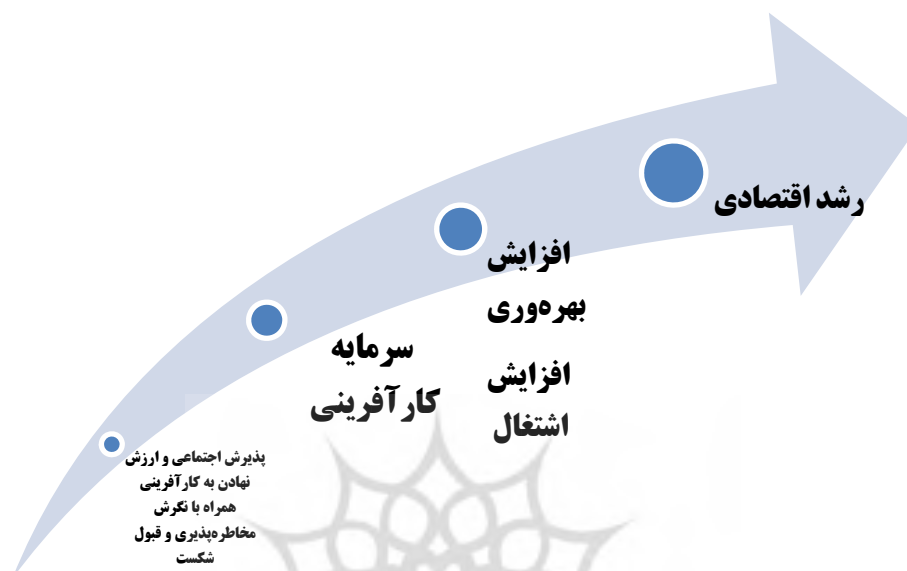 پذیرش اجتماعی و ارزش
نهادن به کارآفرینی
همراه با نگرش
مخاطره‌پذیری و قبول
شکست
سرمایه
کارآفرینی
افزایش
بهره‌وری
افزایش
اشتغال
رشد اقتصادی